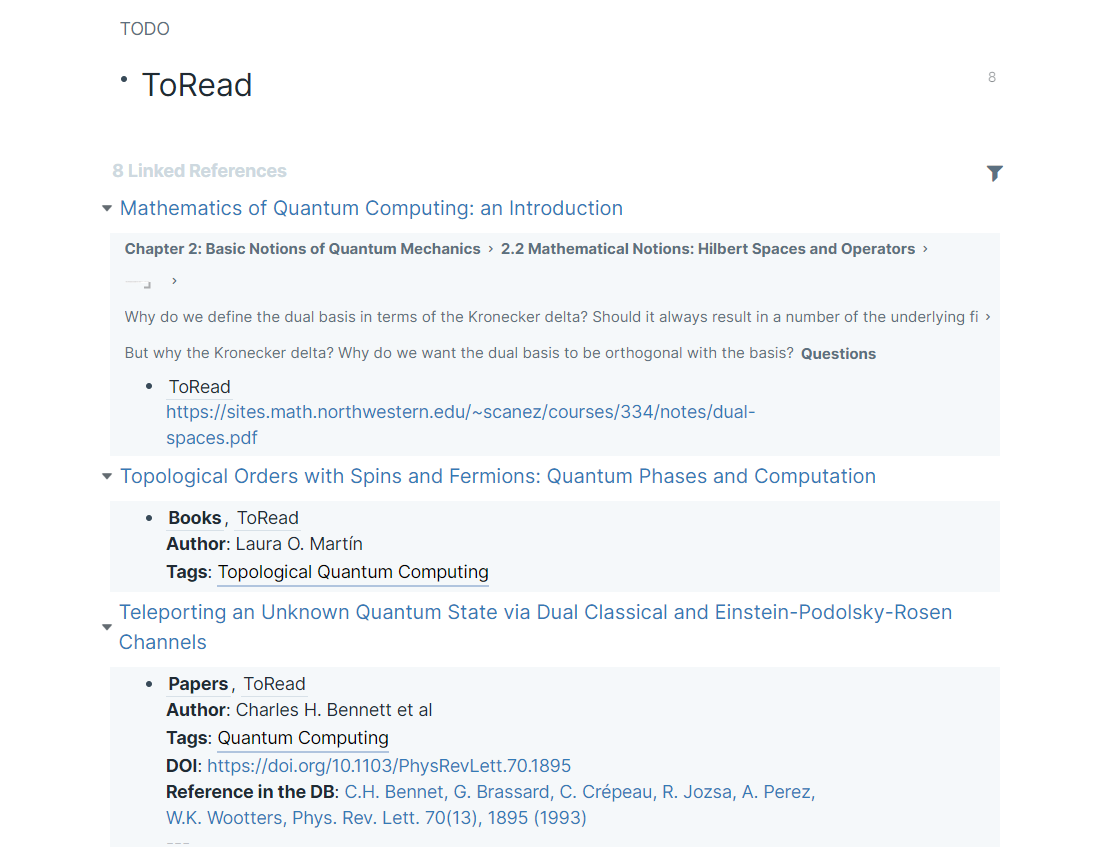 TODO
• ToRead
8
8 Linked References
Mathematics of Quantum Computing: an Introduction
Chapter 2: Basic Notions of Quantum Mechanics › 2.2 Mathematical Notions: Hilbert Spaces and Operators ›
›
Why do we define the dual basis in terms of the Kronecker delta? Should it always result in a number of the underlying fi ›
But why the Kronecker delta? Why do we want the dual basis to be orthogonal with the basis? Questions
• ToRead
https://sites.math.northwestern.edu/~scanez/courses/334/notes/dual-
spaces.pdf
Topological Orders with Spins and Fermions: Quantum Phases and Computation
• Books, ToRead
Author: Laura O. Martín
Tags: Topological Quantum Computing
Teleporting an Unknown Quantum State via Dual Classical and Einstein-Podolsky-Rosen
Channels
• Papers, ToRead
Author: Charles H. Bennett et al
Tags: Quantum Computing
DOI: https://doi.org/10.1103/PhysRevLett.70.1895
Reference in the DB: C.H. Bennet, G. Brassard, C. Crépeau, R. Jozsa, A. Perez,
W.K. Wootters, Phys. Rev. Lett. 70(13), 1895 (1993)
---